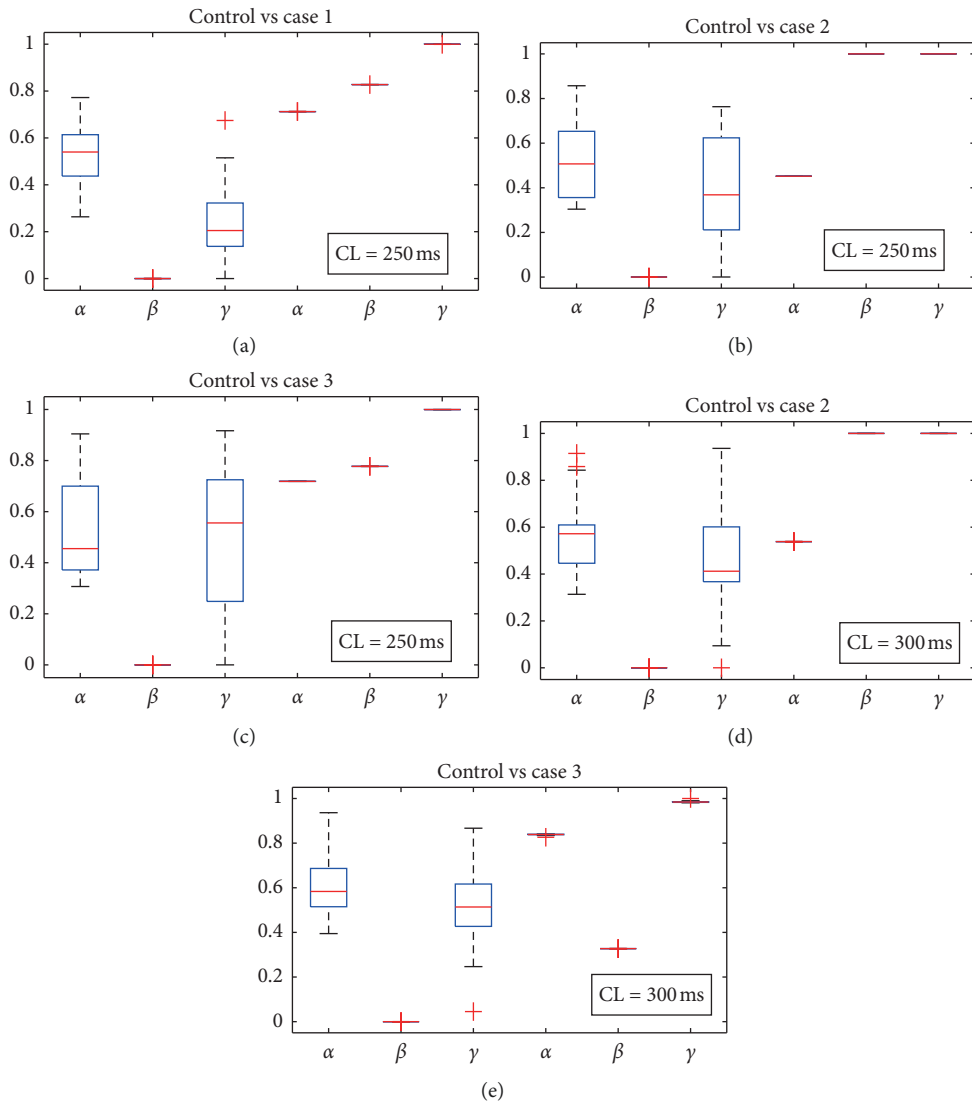 Control vs case 1
1
0.8
0.6
0.4
0.2
0
CL = 250 ms
α β γ α β γ
(a)
Control vs case 2
1
0.8
0.6
0.4
0.2
0
CL = 250 ms
α β γ α β γ
(b)
Control vs case 3
1
0.8
0.6
0.4
0.2
0
CL = 250 ms
α β γ α β γ
(c)
Control vs case 2
1
0.8
0.6
0.4
0.2
0
CL = 300 ms
α β γ α β γ
(d)
Control vs case 3
1
0.8
0.6
0.4
0.2
0
CL = 300 ms
α β γ α β γ
(e)